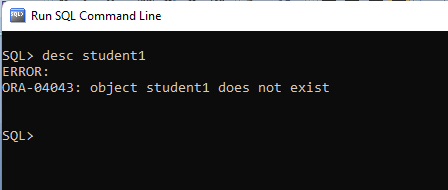 Run SQL Command Line
SQL> desc student1
ERROR:
ORA-04043: object student1 does not exist
SQL>